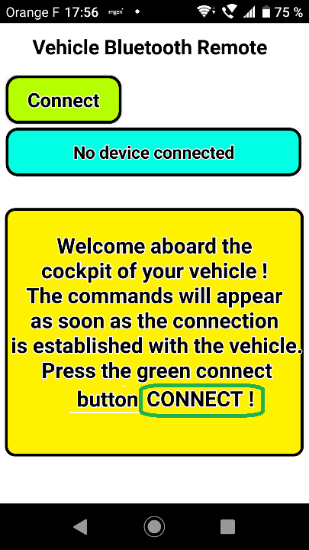 Orange F 17:56 75 %
Vehicle Bluetooth Remote
Connect
No device connected
Welcome aboard the
cockpit of your vehicle !
The commands will appear
as soon as the connection
is established with the vehicle.
Press the green connect
button CONNECT !